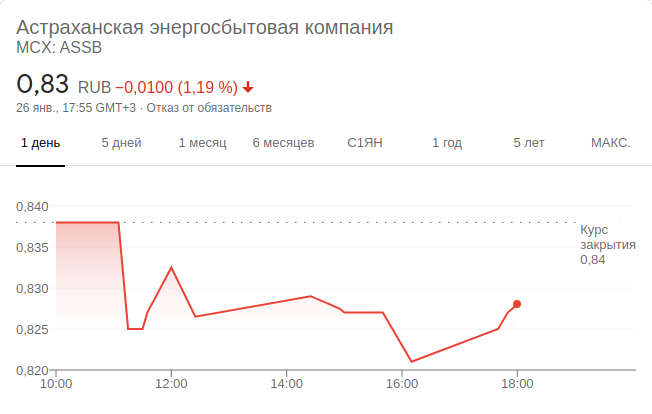 Астраханская энергосбытовая компания
MCX: ASSB
0,83 RUB −0,0100 (1,19 %)
26 янв., 17:55 GMT+3 · Отказ от обязательств
1 день 5 дней 1 месяц 6 месяцев С1ЯН 1 год 5 лет МАКС.
0,840
Курс
закрытия
0,84
0,835
0,830
0,825
0,820
10:00 12:00 14:00 16:00 18:00